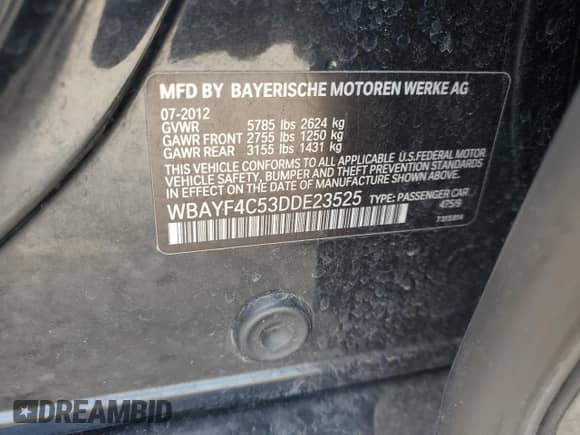 MFD BY BAYERISCHE MOTOREN WERKE AG
07-2012
GVWR 5785 lbs 2624 kg
GAWR FRONT 2755 lbs 1250 kg
GAWR REAR 3155 lbs 1431 kg
THIS VEHICLE CONFORMS TO ALL APPLICABLE U.S.FEDERAL MOTOR
VEHICLE SAFETY, BUMPER AND THEFT PREVENTION STANDARDS
IN EFFECT ON THE DATE OF MANUFACTURE SHOWN ABOVE.
WBAYF4C53DDE23525 TYPE: PASSENGER CAR
475/9
DREAMBID